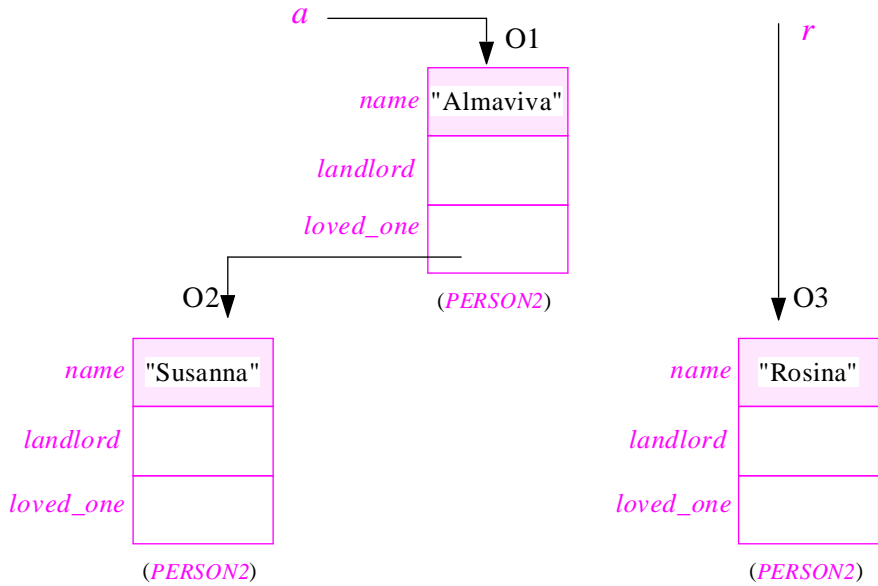 a
O1
r
name "Almaviva"
landlord
loved_one
(PERSON2)
O2
O3
name "Susanna"
landlord
loved_one
(PERSON2)
name "Rosina"
landlord
loved_one
(PERSON2)